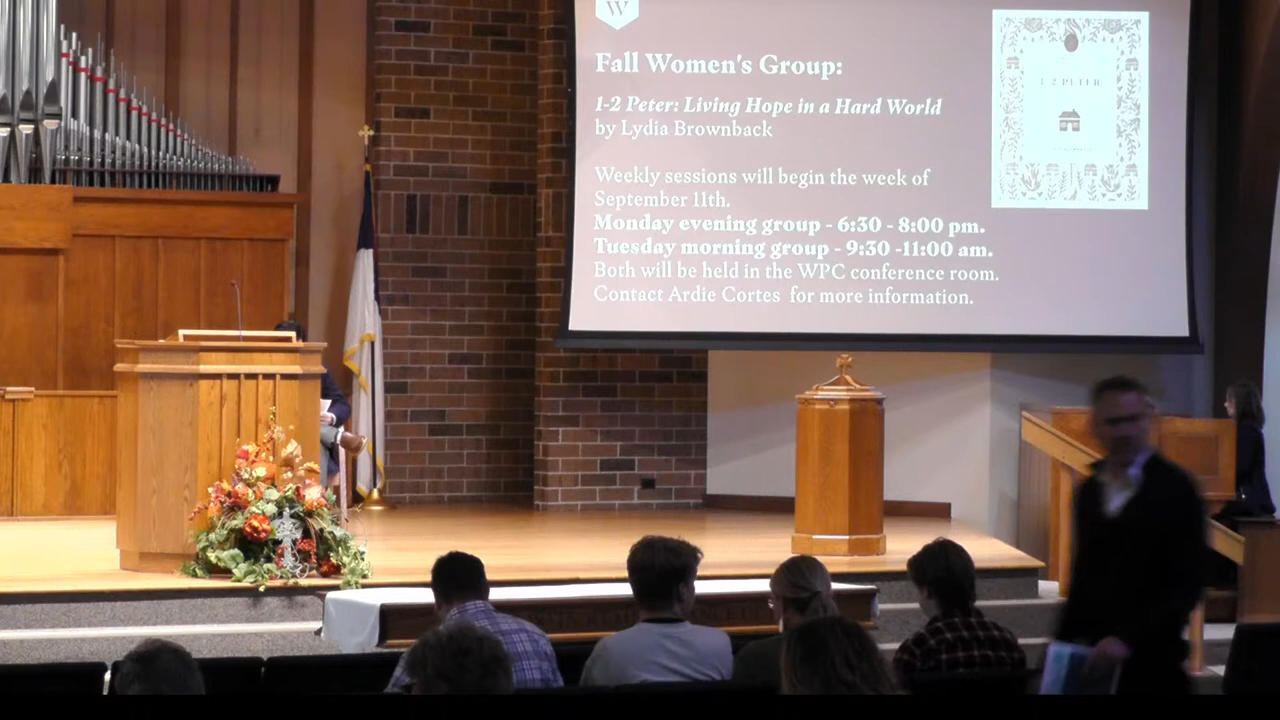 W
Fall Women's Group:
1-2 Peter: Living Hope in a Hard World
by Lydia Brownback
Weekly sessions will begin the week of
September 11th.
Monday evening group - 6:30 - 8:00 pm.
Tuesday morning group - 9:30 -11:00 am.
Both will be held in the WPC conference room.
Contact Ardie Cortes for more information.
1-2 PETER